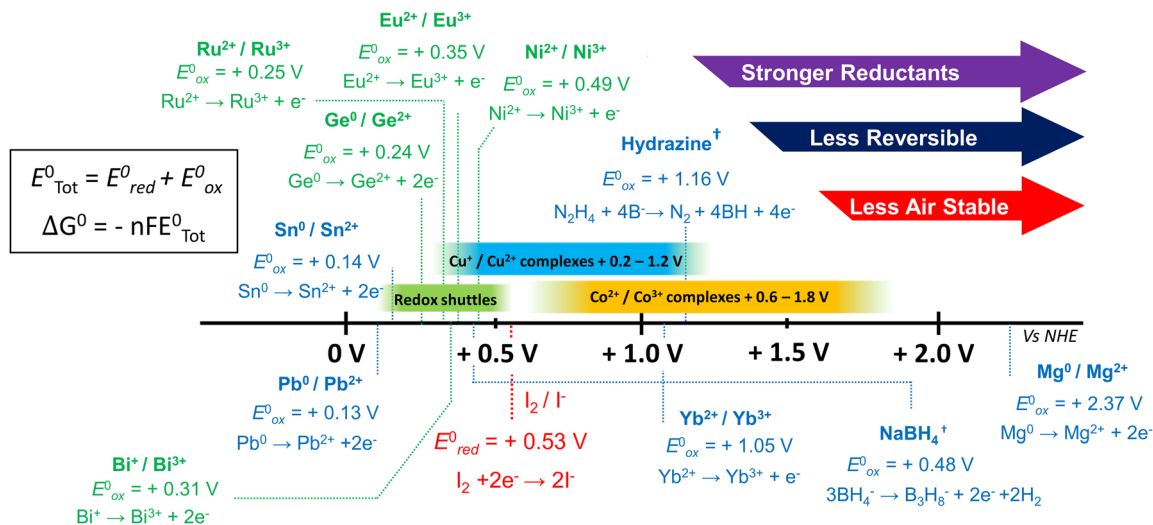 Eu²⁺ / Eu³⁺
E⁰ₒₓ = + 0.35 V
Eu²⁺ → Eu³⁺ + e⁻
Ru²⁺ / Ru³⁺
E⁰ₒₓ = + 0.25 V
Ru²⁺ → Ru³⁺ + e⁻
Ni²⁺ / Ni³⁺
E⁰ₒₓ = + 0.49 V
Ni²⁺ → Ni³⁺ + e⁻
Stronger Reductants
Less Reversible
Less Air Stable
Ge⁰ / Ge²⁺
E⁰ₒₓ = + 0.24 V
Ge⁰ → Ge²⁺ + 2e⁻
Hydrazine†
E⁰ₒₓ = + 1.16 V
N₂H₄ + 4B⁻→ N₂ + 4BH + 4e⁻
E⁰Tot = E⁰red + E⁰ox
ΔG⁰ = - nFE⁰Tot
Sn⁰ / Sn²⁺
E⁰ₒₓ = + 0.14 V
Sn⁰ → Sn²⁺ + 2e⁻
Cu⁺ / Cu²⁺ complexes + 0.2 – 1.2 V
Redox shuttles
Co²⁺ / Co³⁺ complexes + 0.6 – 1.8 V
0 V
+ 0.5 V
+ 1.0 V
+ 1.5 V
+ 2.0 V
Vs NHE
Pb⁰ / Pb²⁺
E⁰ₒₓ = + 0.13 V
Pb⁰ → Pb²⁺ +2e⁻
Bi⁺ / Bi³⁺
E⁰ₒₓ = + 0.31 V
Bi⁺ → Bi³⁺ + 2e⁻
I₂ / I⁻
E⁰red = + 0.53 V
I₂ +2e⁻ → 2I⁻
Yb²⁺ / Yb³⁺
E⁰ₒₓ = + 1.05 V
Yb²⁺ → Yb³⁺ + e⁻
NaBH₄†
E⁰ₒₓ = + 0.48 V
3BH₄⁻ → B₃H₈⁻ + 2e⁻ +2H₂
Mg⁰ / Mg²⁺
E⁰ₒₓ = + 2.37 V
Mg⁰ → Mg²⁺ + 2e⁻